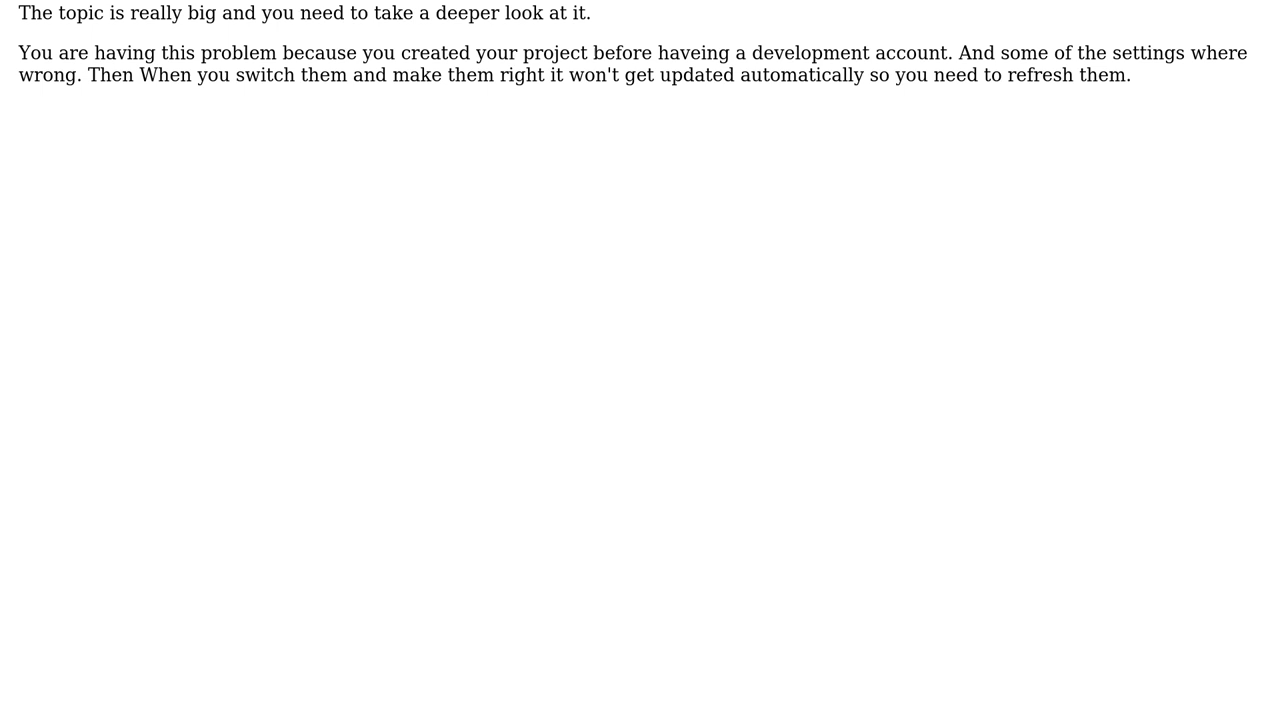 The topic is really big and you need to take a deeper look at it.
You are having this problem because you created your project before haveing a development account. And some of the settings where
wrong. Then When you switch them and make them right it won't get updated automatically so you need to refresh them.